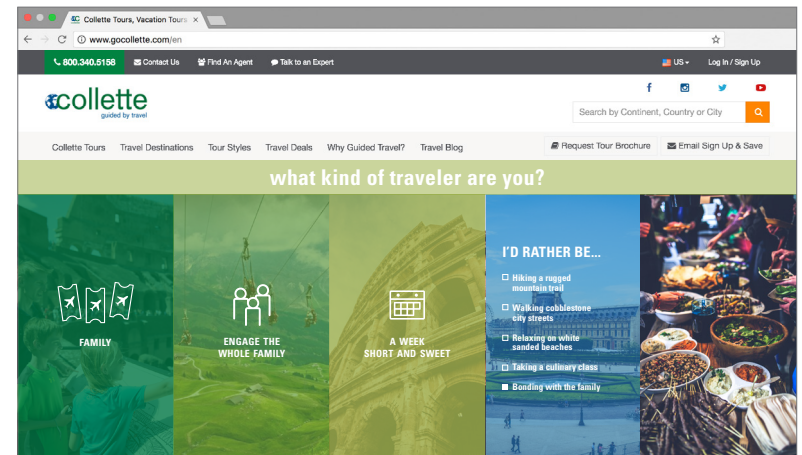 Collette Tours, Vacation Tours
www.gocollette.com/en
800.340.5158 Contact Us Find An Agent Talk to an Expert US Log In / Sign Up
collette
guided by travel
Search by Continent, Country or City
Collette Tours Travel Destinations Tour Styles Travel Deals Why Guided Travel? Travel Blog Request Tour Brochure Email Sign Up & Save
what kind of traveler are you?
FAMILY
ENGAGE THE
WHOLE FAMILY
A WEEK
SHORT AND SWEET
I'D RATHER BE...
Hiking a rugged
mountain trail
Walking cobblestone
city streets
Relaxing on white
sanded beaches
Taking a culinary class
Bonding with the family